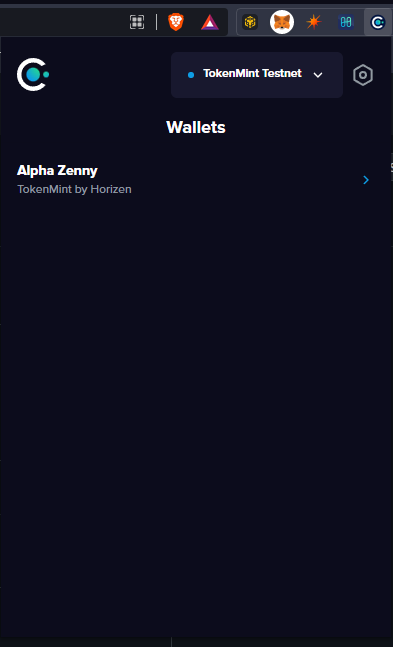 TokenMint Testnet
Wallets
Alpha Zenny
TokenMint by Horizen